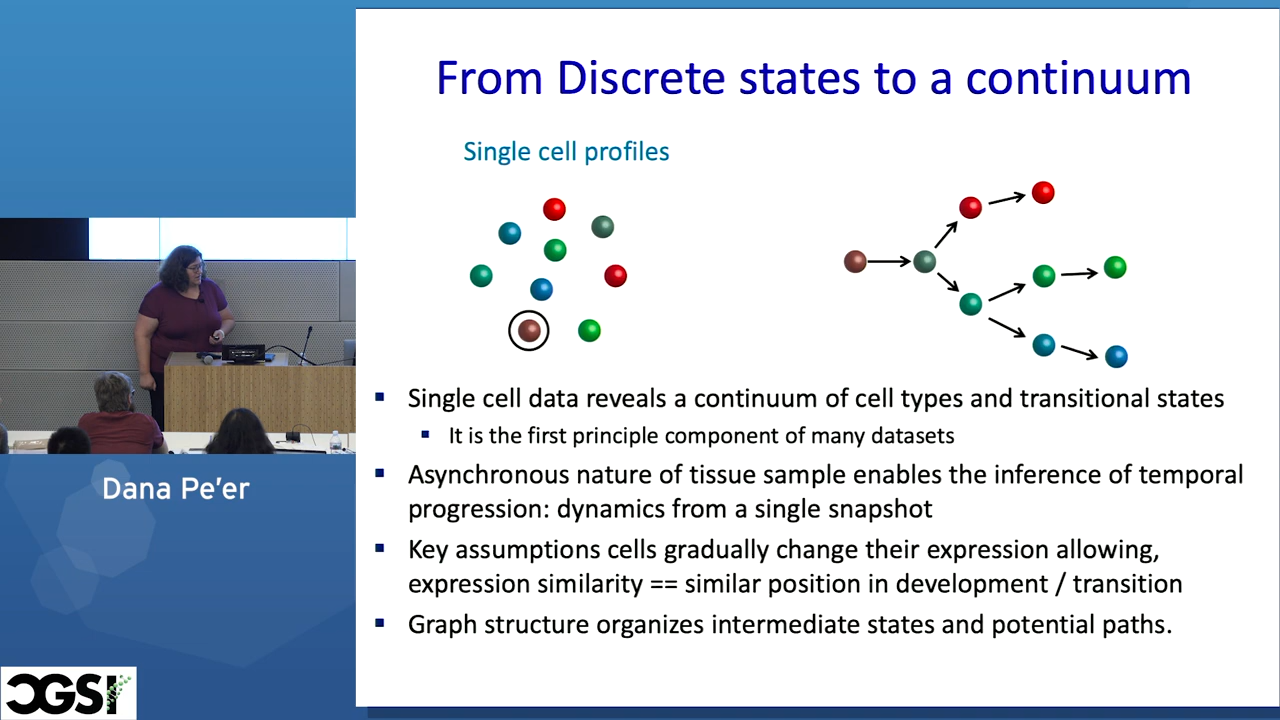 From Discrete states to a continuum
Single cell profiles
▪ Single cell data reveals a continuum of cell types and transitional states
▪ It is the first principle component of many datasets
▪ Asynchronous nature of tissue sample enables the inference of temporal
progression: dynamics from a single snapshot
▪ Key assumptions cells gradually change their expression allowing,
expression similarity == similar position in development / transition
▪ Graph structure organizes intermediate states and potential paths.
Dana Pe'er
CGSI